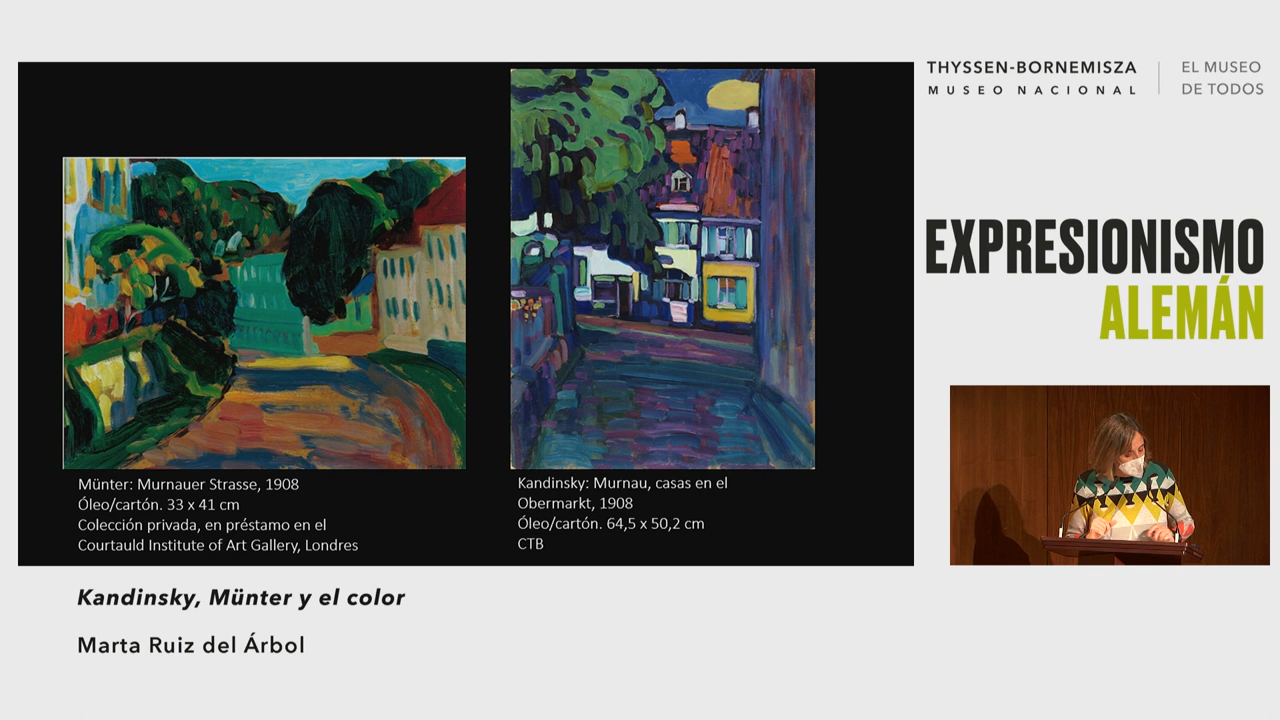 THYSSEN-BORNEMISZA
MUSEO NACIONAL
EL MUSEO
DE TODOS
EXPRESIONISMO
ALEMÁN
Münter: Murnauer Strasse, 1908
Óleo/cartón. 33 x 41 cm
Colección privada, en préstamo en el
Courtauld Institute of Art Gallery, Londres
Kandinsky: Murnau, casas en el
Obermarkt, 1908
Óleo/cartón. 64,5 x 50,2 cm
CTB
Kandinsky, Münter y el color
Marta Ruiz del Árbol